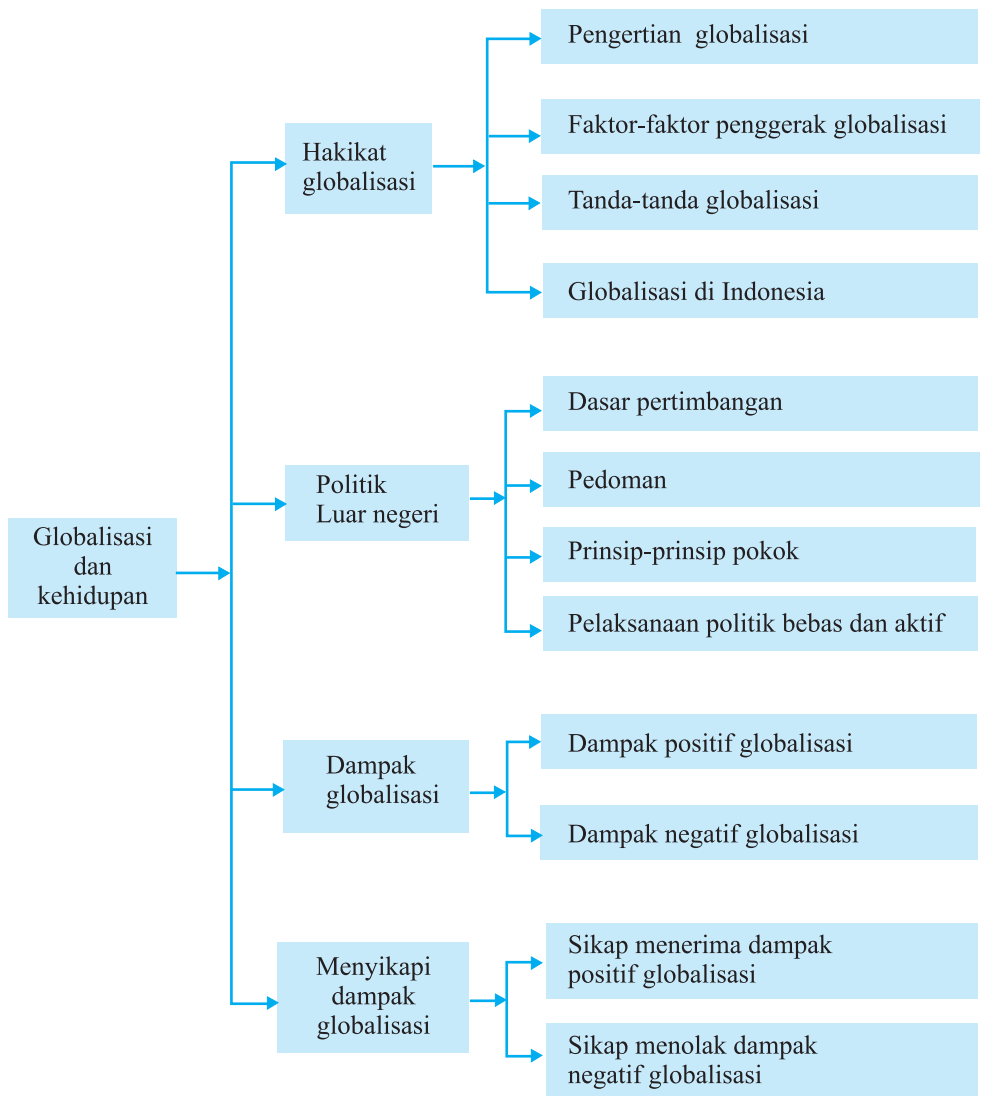 Globalisasi
dan
kehidupan
Hakikat
globalisasi
Pengertian globalisasi
Faktor-faktor penggerak globalisasi
Tanda-tanda globalisasi
Globalisasi di Indonesia
Politik
Luar negeri
Dasar pertimbangan
Pedoman
Prinsip-prinsip pokok
Pelaksanaan politik bebas dan aktif
Dampak
globalisasi
Dampak positif globalisasi
Dampak negatif globalisasi
Menyikapi
dampak
globalisasi
Sikap menerima dampak
positif globalisasi
Sikap menolak dampak
negatif globalisasi